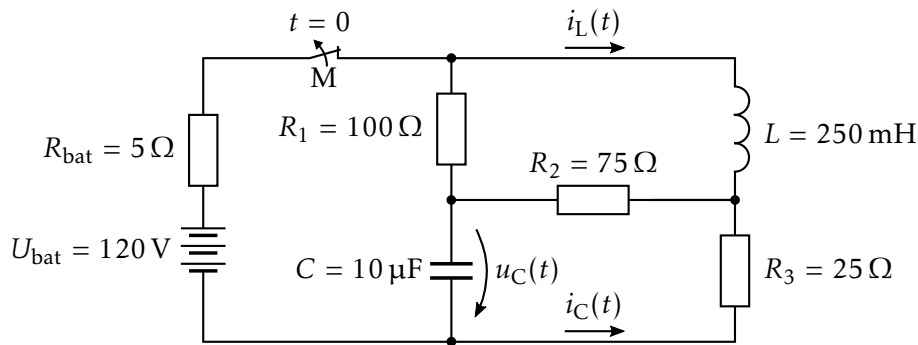 t = 0
i_L(t)
M
R_1 = 100 Ω
R_bat = 5 Ω
L = 250 mH
R_2 = 75 Ω
U_bat = 120 V
C = 10 µF
u_C(t)
R_3 = 25 Ω
i_C(t)